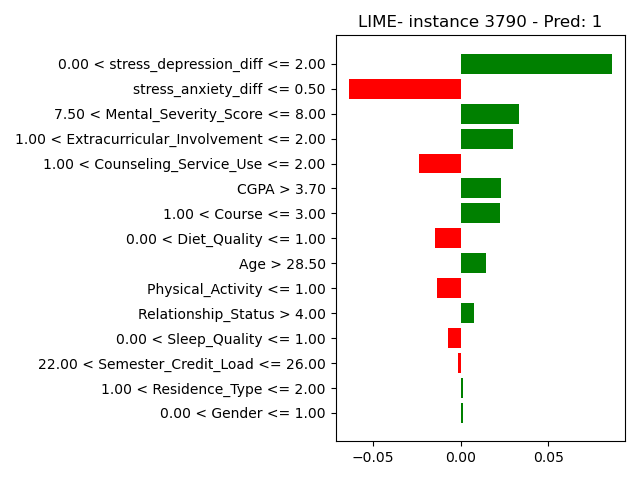 LIME- instance 3790 - Pred: 1
0.00 < stress_depression_diff <= 2.00
stress_anxiety_diff <= 0.50
7.50 < Mental_Severity_Score <= 8.00
1.00 < Extracurricular_Involvement <= 2.00
1.00 < Counseling_Service_Use <= 2.00
CGPA > 3.70
1.00 < Course <= 3.00
0.00 < Diet_Quality <= 1.00
Age > 28.50
Physical_Activity <= 1.00
Relationship_Status > 4.00
0.00 < Sleep_Quality <= 1.00
22.00 < Semester_Credit_Load <= 26.00
1.00 < Residence_Type <= 2.00
0.00 < Gender <= 1.00
−0.05 0.00 0.05